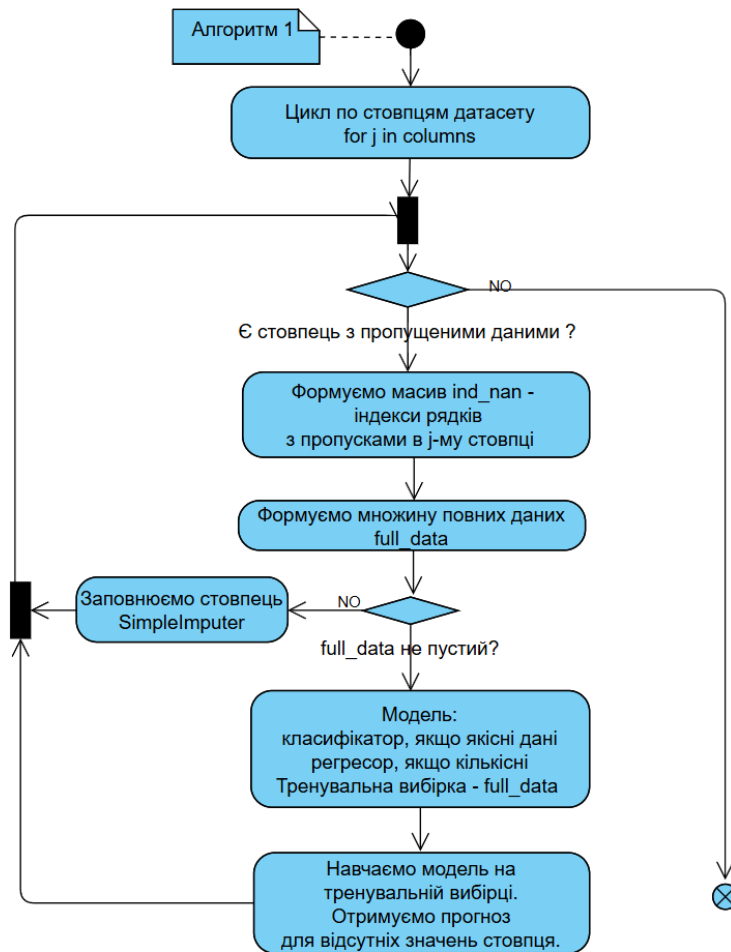 Алгоритм 1
Цикл по стовпцям датасету
for j in columns
NO
Є стовпець з пропущеними даними ?
Формуємо масив ind_nan -
індекси рядків
з пропусками в j-му стовпці
Формуємо множину повних даних
full_data
Заповнюємо стовпець
SimpleImputer
NO
full_data не пустий?
Модель:
класифікатор, якщо якісні дані
регресор, якщо кількісні
Тренувальна вибірка - full_data
Навчаємо модель на
тренувальній вибірці.
Отримуємо прогноз
для відсутніх значень стовпця.